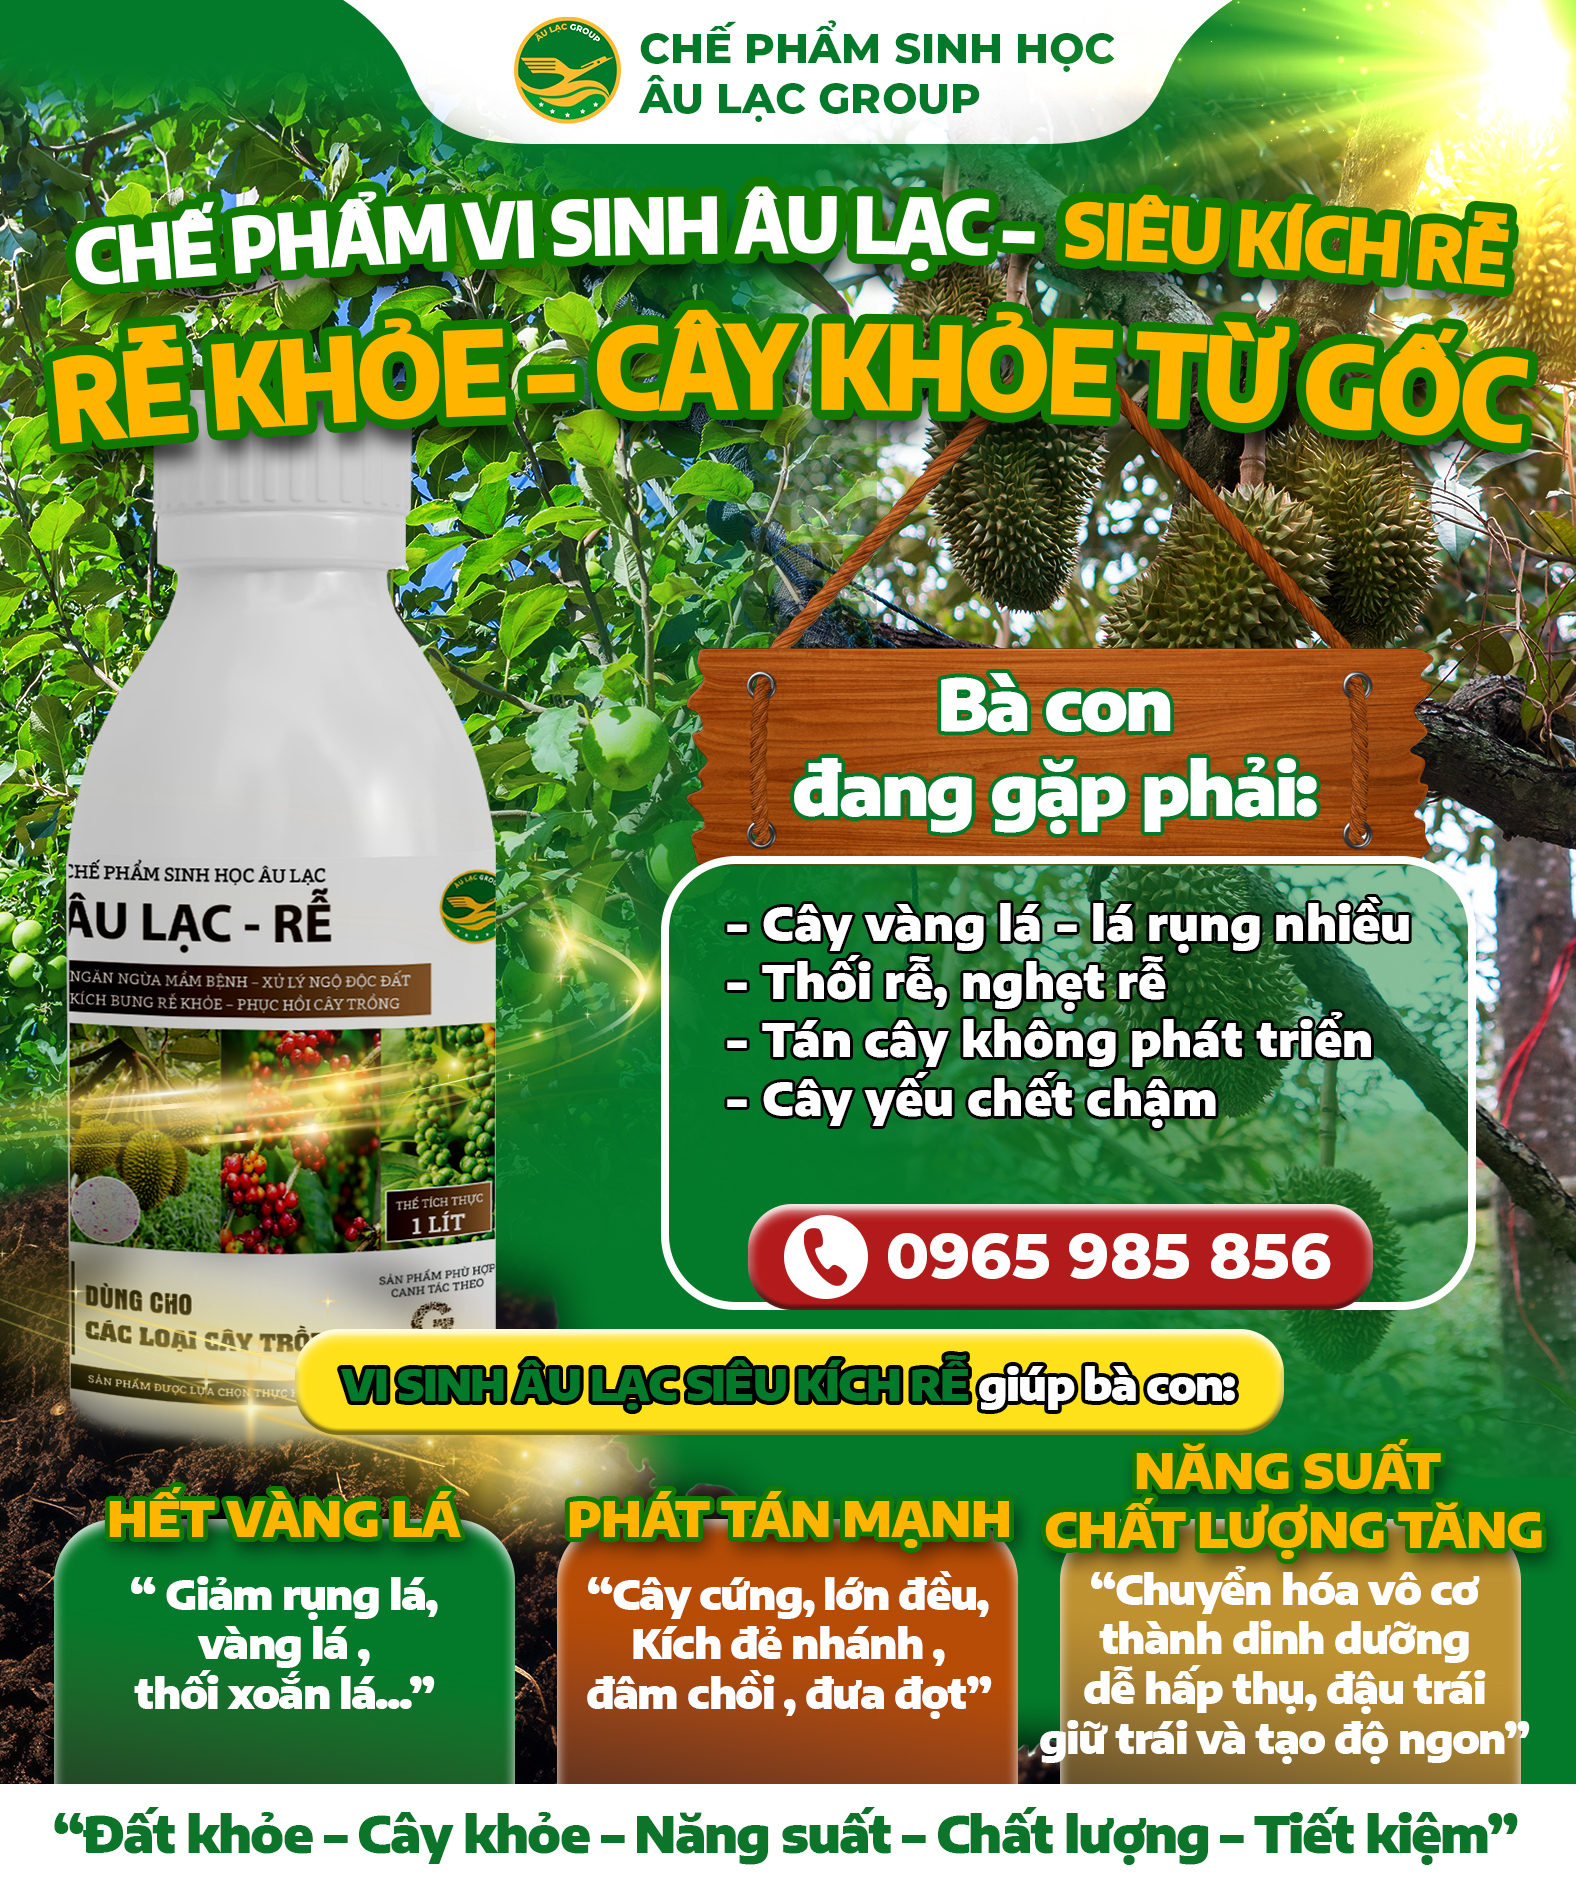 ÂU LẠC GROUP
CHẾ PHẨM SINH HỌC
ÂU LẠC GROUP
CHẾ PHẨM VI SINH ÂU LẠC - SIÊU KÍCH RỄ
RỄ KHỎE - CÂY KHỎE TỪ GỐC
Bà con
đang gặp phải:
- Cây vàng lá - lá rụng nhiều
- Thối rễ, nghẹt rễ
- Tán cây không phát triển
- Cây yếu chết chậm
0965 985 856
CHẾ PHẨM SINH HỌC ÂU LẠC
ÂU LẠC - RỄ
NGĂN NGỪA MẦM BỆNH - XỬ LÝ NGỘ ĐỘC ĐẤT
KÍCH BUNG RỄ KHỎE - PHỤC HỒI CÂY TRỒNG
THỂ TÍCH THỰC
1 LÍT
SẢN PHẨM PHÙ HỢP
CANH TÁC THEO
DÙNG CHO
CÁC LOẠI CÂY
SẢN PHẨM ĐƯỢC LỰA CHỌN THỰC
VI SINH ÂU LẠC SIÊU KÍCH RỄ giúp bà con:
HẾT VÀNG LÁ
“ Giảm rụng lá,
vàng lá ,
thối xoắn lá...”
PHÁT TÁN MẠNH
“Cây cứng, lớn đều,
Kích đẻ nhánh ,
đâm chồi , đưa đọt”
NĂNG SUẤT
CHẤT LƯỢNG TĂNG
“Chuyển hóa vô cơ
thành dinh dưỡng
dễ hấp thụ, đậu trái
giữ trái và tạo độ ngon”
“Đất khỏe - Cây khỏe - Năng suất - Chất lượng - Tiết kiệm”